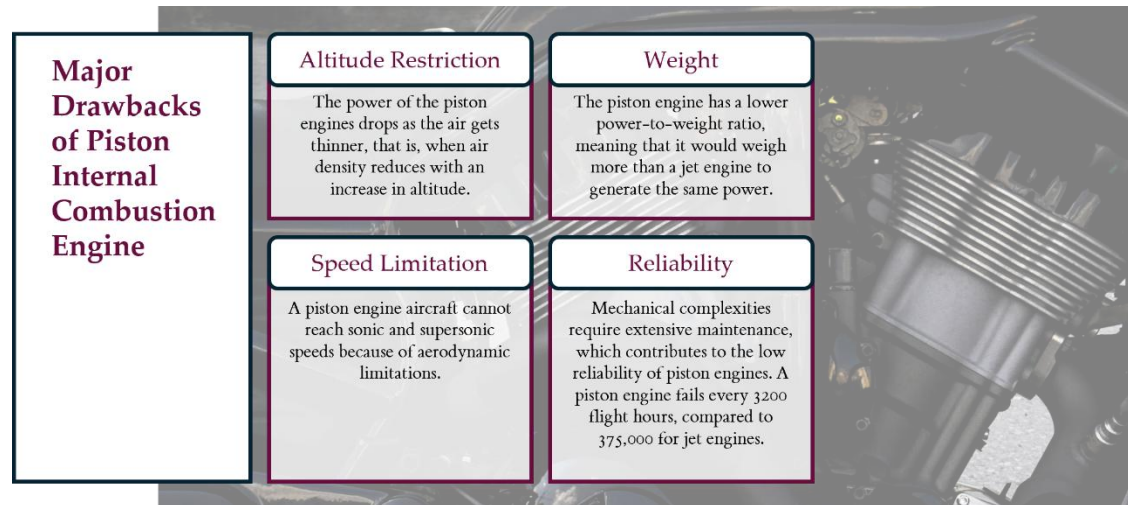 Major
Drawbacks
of Piston
Internal
Combustion
Engine
Altitude Restriction
The power of the piston
engines drops as the air gets
thinner, that is, when air
density reduces with an
increase in altitude.
Weight
The piston engine has a lower
power-to-weight ratio,
meaning that it would weigh
more than a jet engine to
generate the same power.
Speed Limitation
A piston engine aircraft cannot
reach sonic and supersonic
speeds because of aerodynamic
limitations.
Reliability
Mechanical complexities
require extensive maintenance,
which contributes to the low
reliability of piston engines. A
piston engine fails every 3200
flight hours, compared to
375,000 for jet engines.